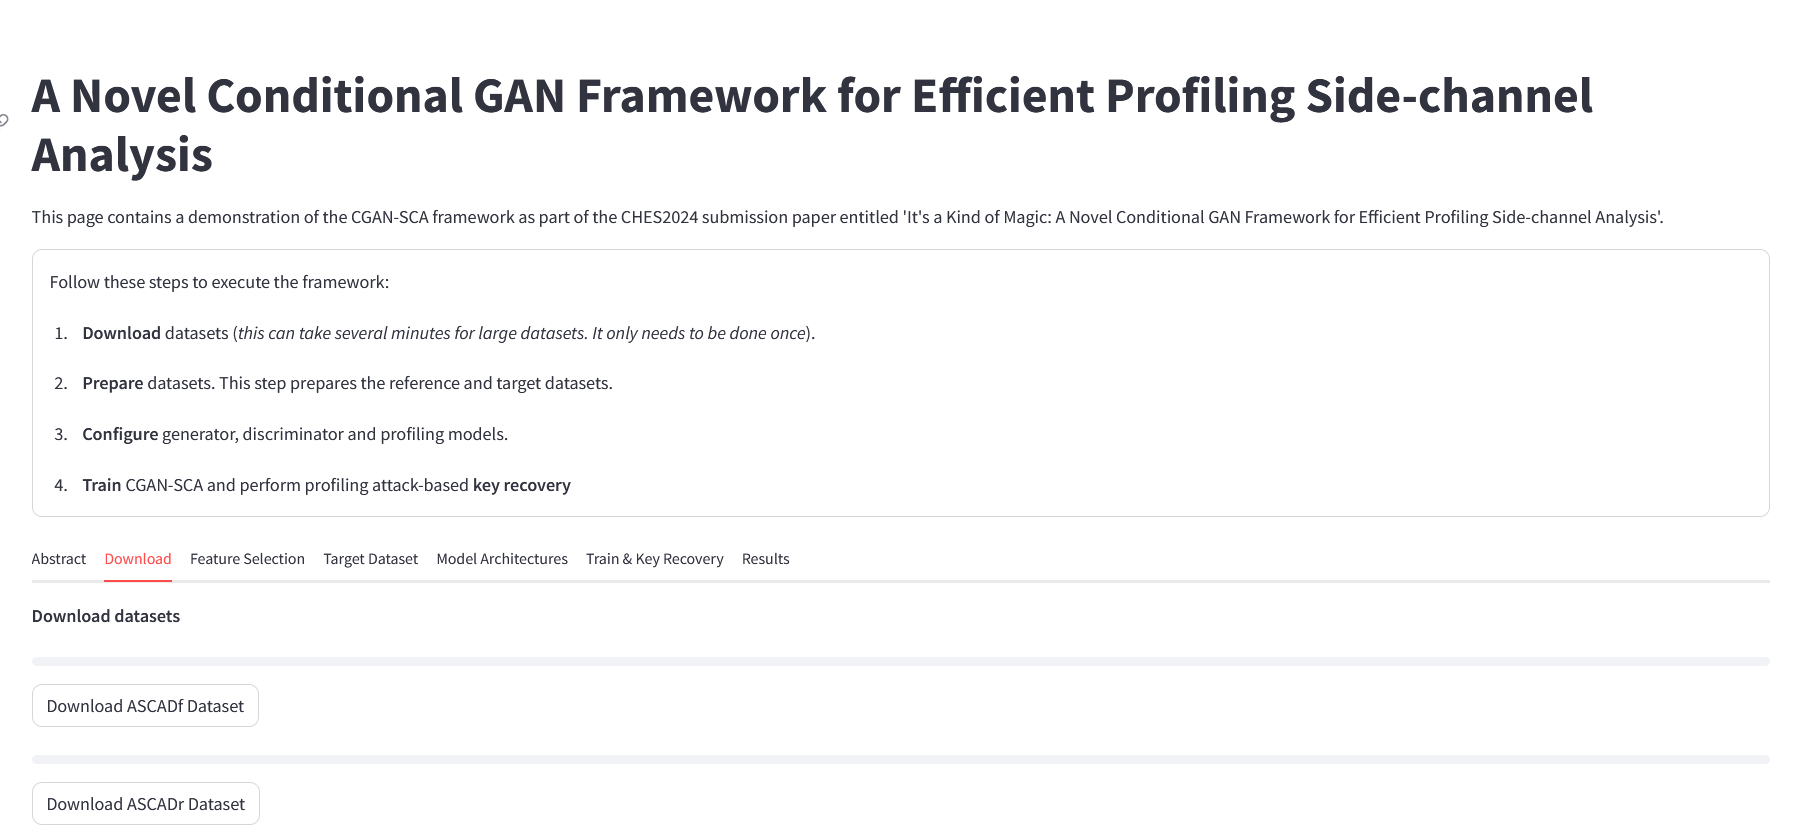 A Novel Conditional GAN Framework for Efficient Profiling Side-channel
Analysis
This page contains a demonstration of the CGAN-SCA framework as part of the CHES2024 submission paper entitled 'It's a Kind of Magic: A Novel Conditional GAN Framework for Efficient Profiling Side-channel Analysis'.
Follow these steps to execute the framework:
1. Download datasets (this can take several minutes for large datasets. It only needs to be done once).
2. Prepare datasets. This step prepares the reference and target datasets.
3. Configure generator, discriminator and profiling models.
4. Train CGAN-SCA and perform profiling attack-based key recovery
Abstract Download Feature Selection Target Dataset Model Architectures Train & Key Recovery Results
Download datasets
Download ASCADf Dataset
Download ASCADr Dataset